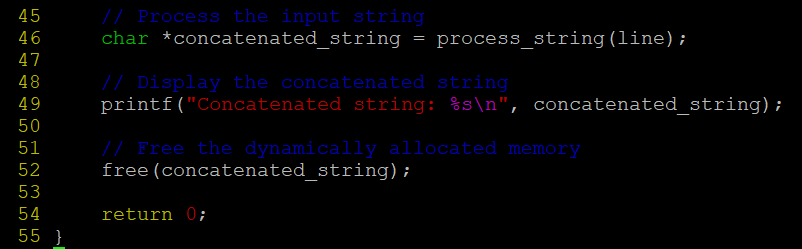 45     // Process the input string
46     char *concatenated_string = process_string(line);
47
48     // Display the concatenated string
49     printf("Concatenated string: %s\n", concatenated_string);
50
51     // Free the dynamically allocated memory
52     free(concatenated_string);
53
54     return 0;
55 }